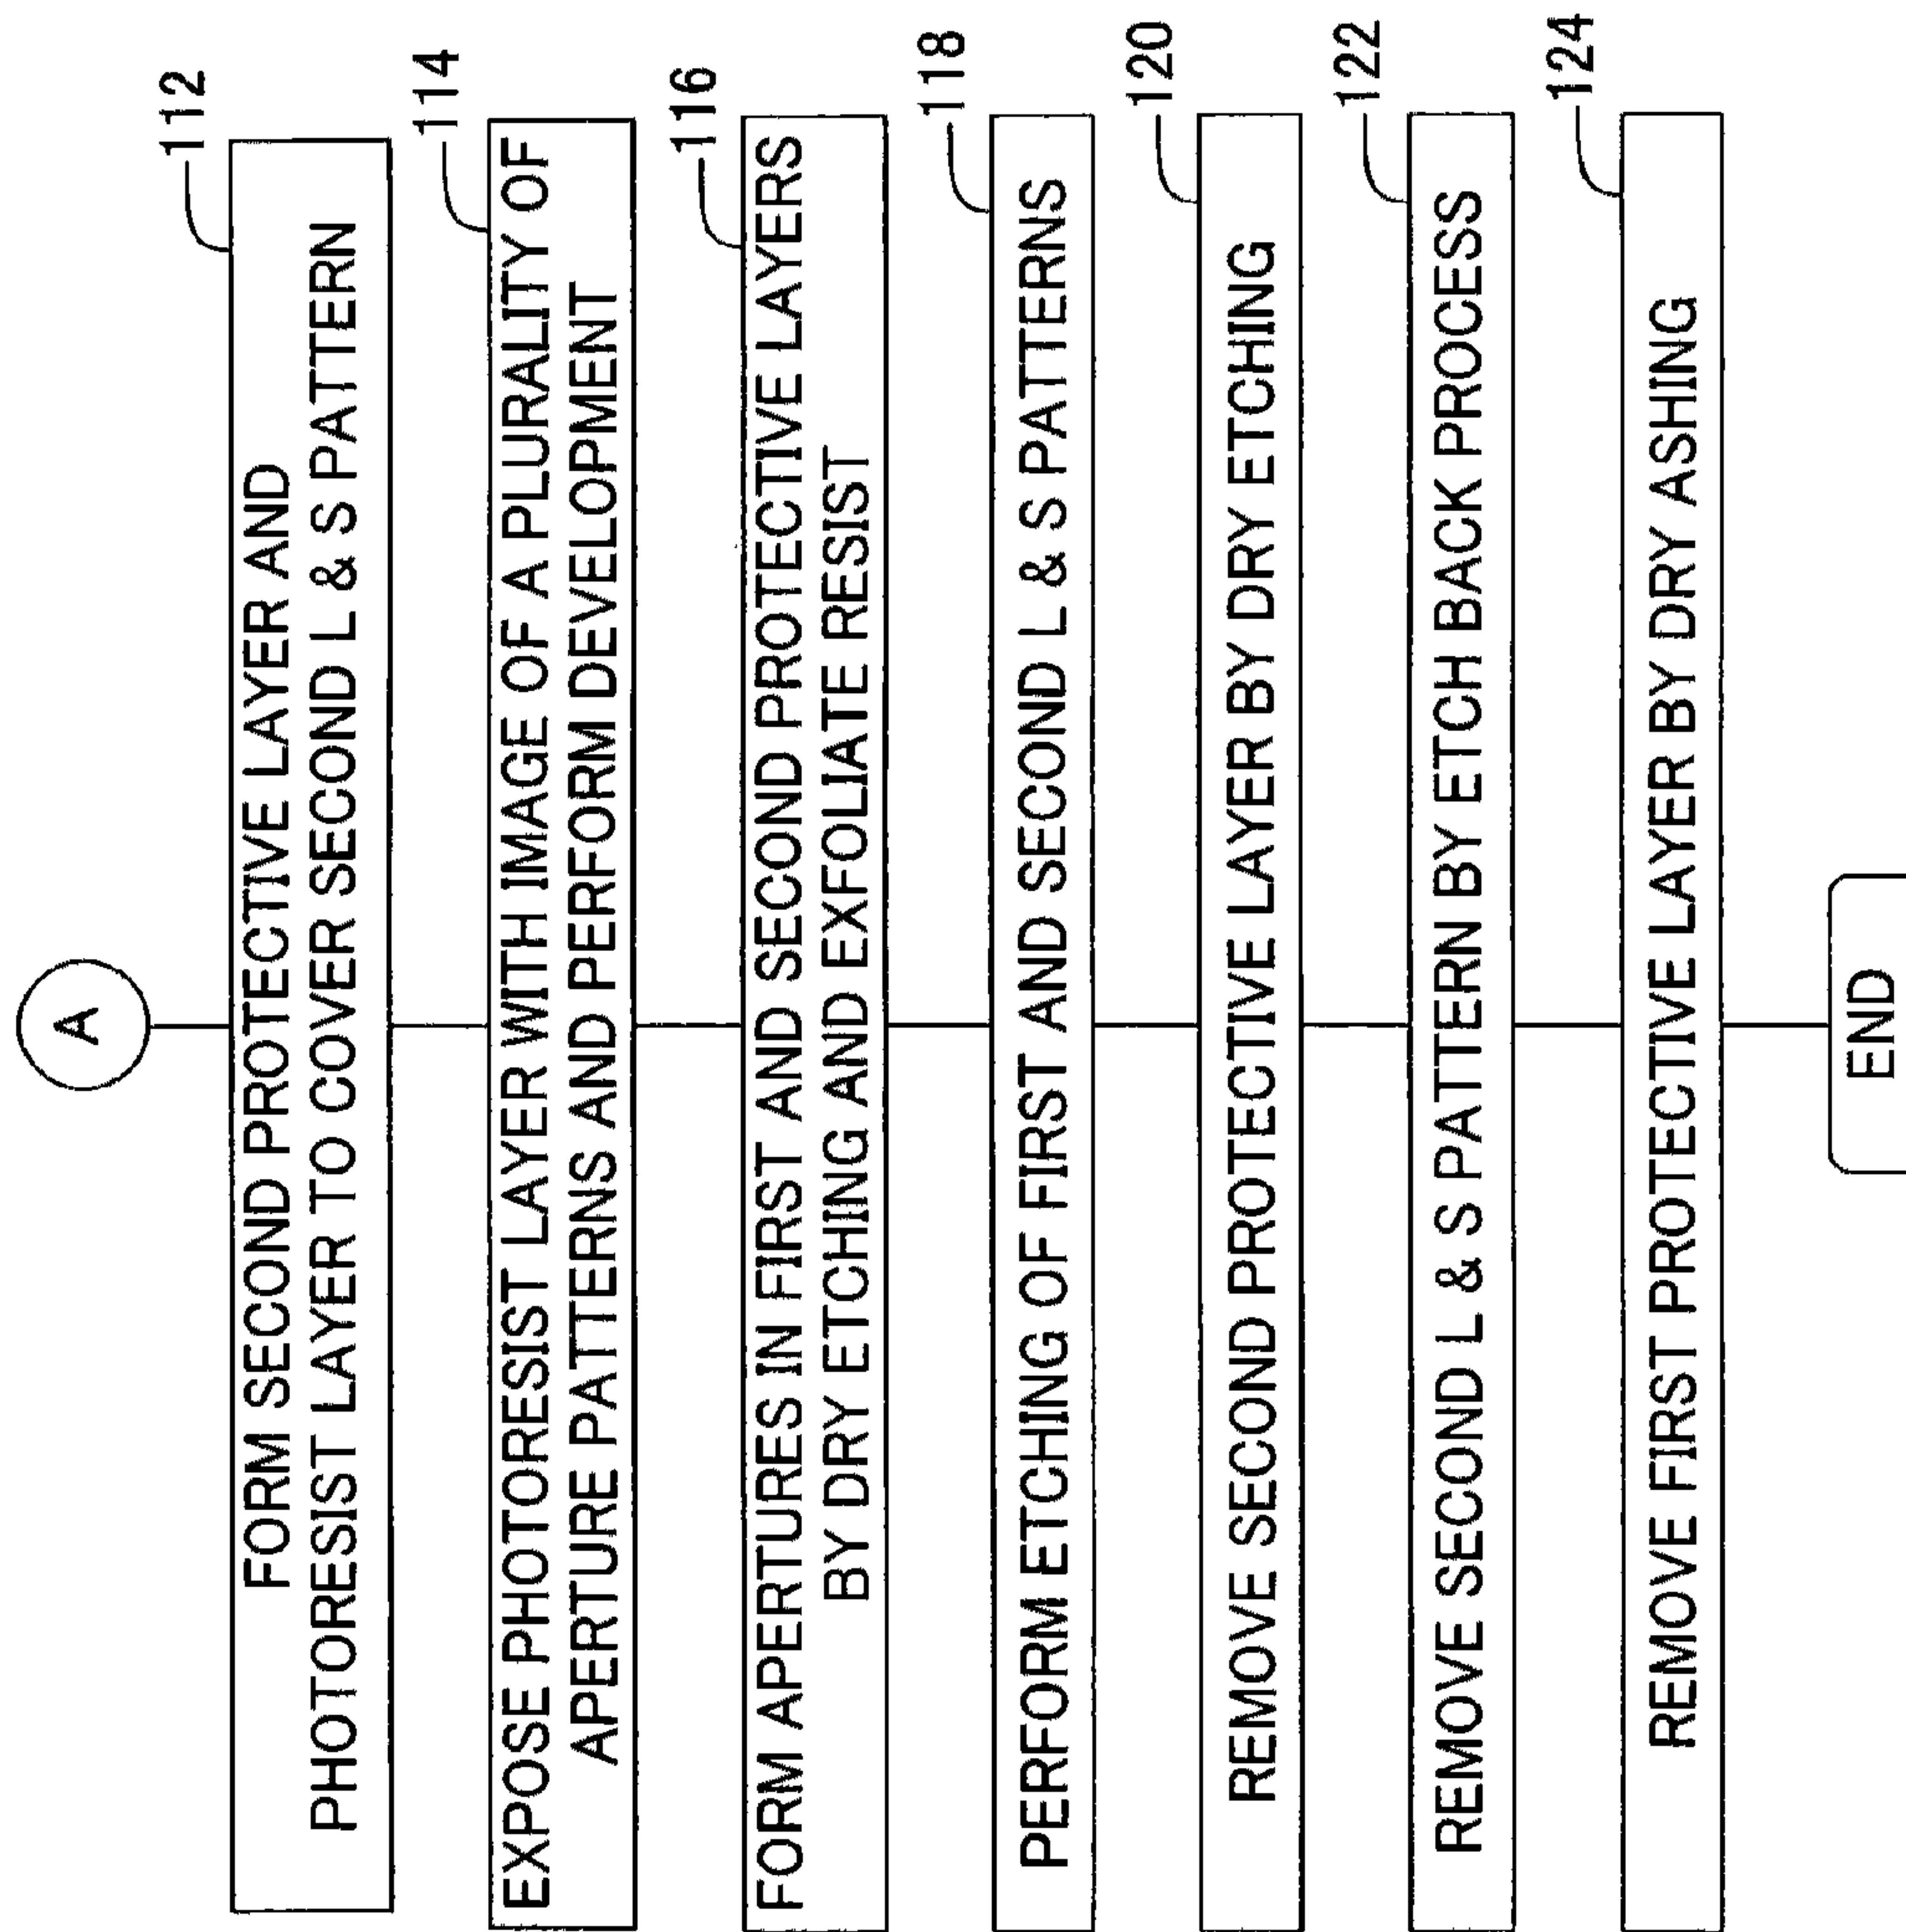 A
112
FORM SECOND PROTECTIVE LAYER AND
PHOTORESIST LAYER TO COVER SECOND L & S PATTERN
114
EXPOSE PHOTORESIST LAYER WITH IMAGE OF A PLURALITY OF
APERTURE PATTERNS AND PERFORM DEVELOPMENT
116
FORM APERTURES IN FIRST AND SECOND PROTECTIVE LAYERS
BY DRY ETCHING AND EXFOLIATE RESIST
118
PERFORM ETCHING OF FIRST AND SECOND L & S PATTERNS
120
REMOVE SECOND PROTECTIVE LAYER BY DRY ETCHING
122
REMOVE SECOND L & S PATTERN BY ETCH BACK PROCESS
124
REMOVE FIRST PROTECTIVE LAYER BY DRY ASHING
END